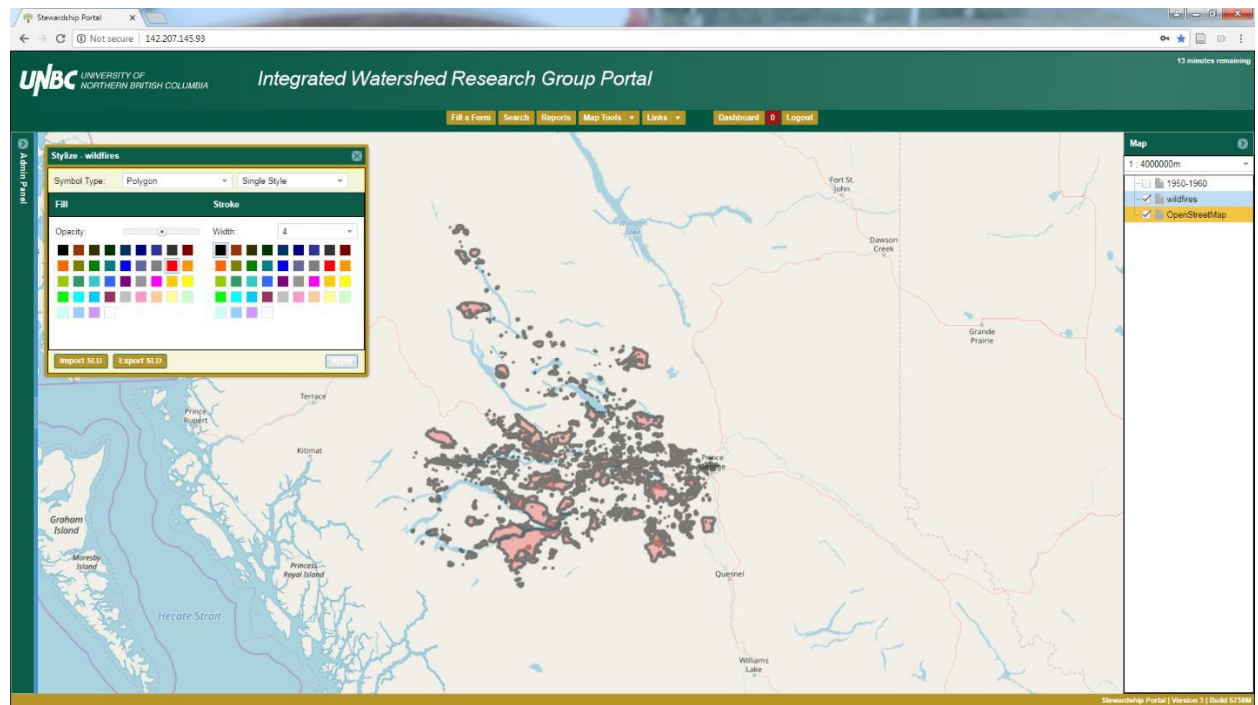 Stewardship Portal
Not secure | 142.207.145.93
13 minutes remaining
UNBC UNIVERSITY OF
NORTHERN BRITISH COLUMBIA
Integrated Watershed Research Group Portal
Fill a Form Search Reports Map Tools Links Dashboard 0 Logout
Admin Panel
Stylize - wildfires
Symbol Type: Polygon Single Style
Fill Stroke
Opacity: Width: 4
Import SLD Export SLD Apply
Map
1 : 4000000m
1950-1960
wildfires
OpenStreetMap
Fort St.
John
Williston
Lake
Dawson
Creek
Grande
Prairie
Terrace
Prince
Rupert
Kitimat
Prince
George
Graham
Island
Moresby
Island
Princess
Royal Island
Quesnel
Hecate Strait
Williams
Lake
Stewardship Portal | Version 3 | Build 6738M